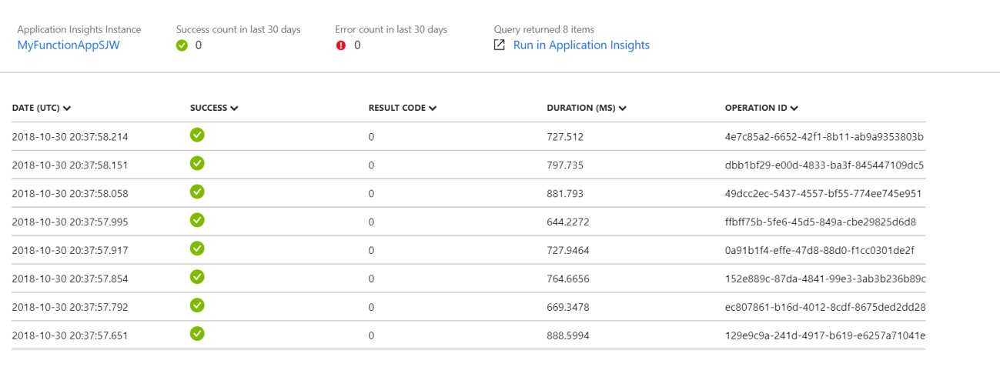 Application Insights Instance Success count in last 30 days Error count in last 30 days Query returned 8 items
MyFunctionAppSJW 0 0 Run in Application Insights
DATE (UTC) SUCCESS RESULT CODE DURATION (MS) OPERATION ID
2018-10-30 20:37:58.214 0 727.512 4e7c85a2-6652-42f1-8b11-ab9a9353803b
2018-10-30 20:37:58.151 0 797.735 dbb1bf29-e00d-4833-ba3f-845447109dc5
2018-10-30 20:37:58.058 0 881.793 49dcc2ec-5437-4557-bf55-774ee745e951
2018-10-30 20:37:57.995 0 644.2272 ffbff75b-5fe6-45d5-849a-cbe29825d6d8
2018-10-30 20:37:57.917 0 727.9464 0a91b1f4-effe-47d8-88d0-f1cc0301de2f
2018-10-30 20:37:57.854 0 764.6656 152e889c-87da-4841-99e3-3ab3b236b89c
2018-10-30 20:37:57.792 0 669.3478 ec807861-b16d-4012-8cdf-8675ded2dd28
2018-10-30 20:37:57.651 0 888.5994 129e9c9a-241d-4917-b619-e6257a71041e